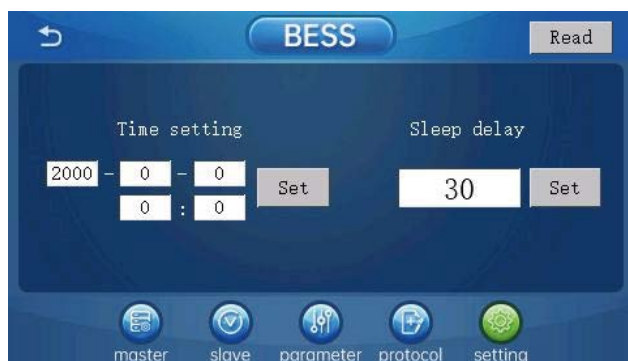 BESS
Read
Time setting
2000 - 0 - 0
0 : 0
Set
Sleep delay
30
Set
master
slave
parameter
protocol
setting